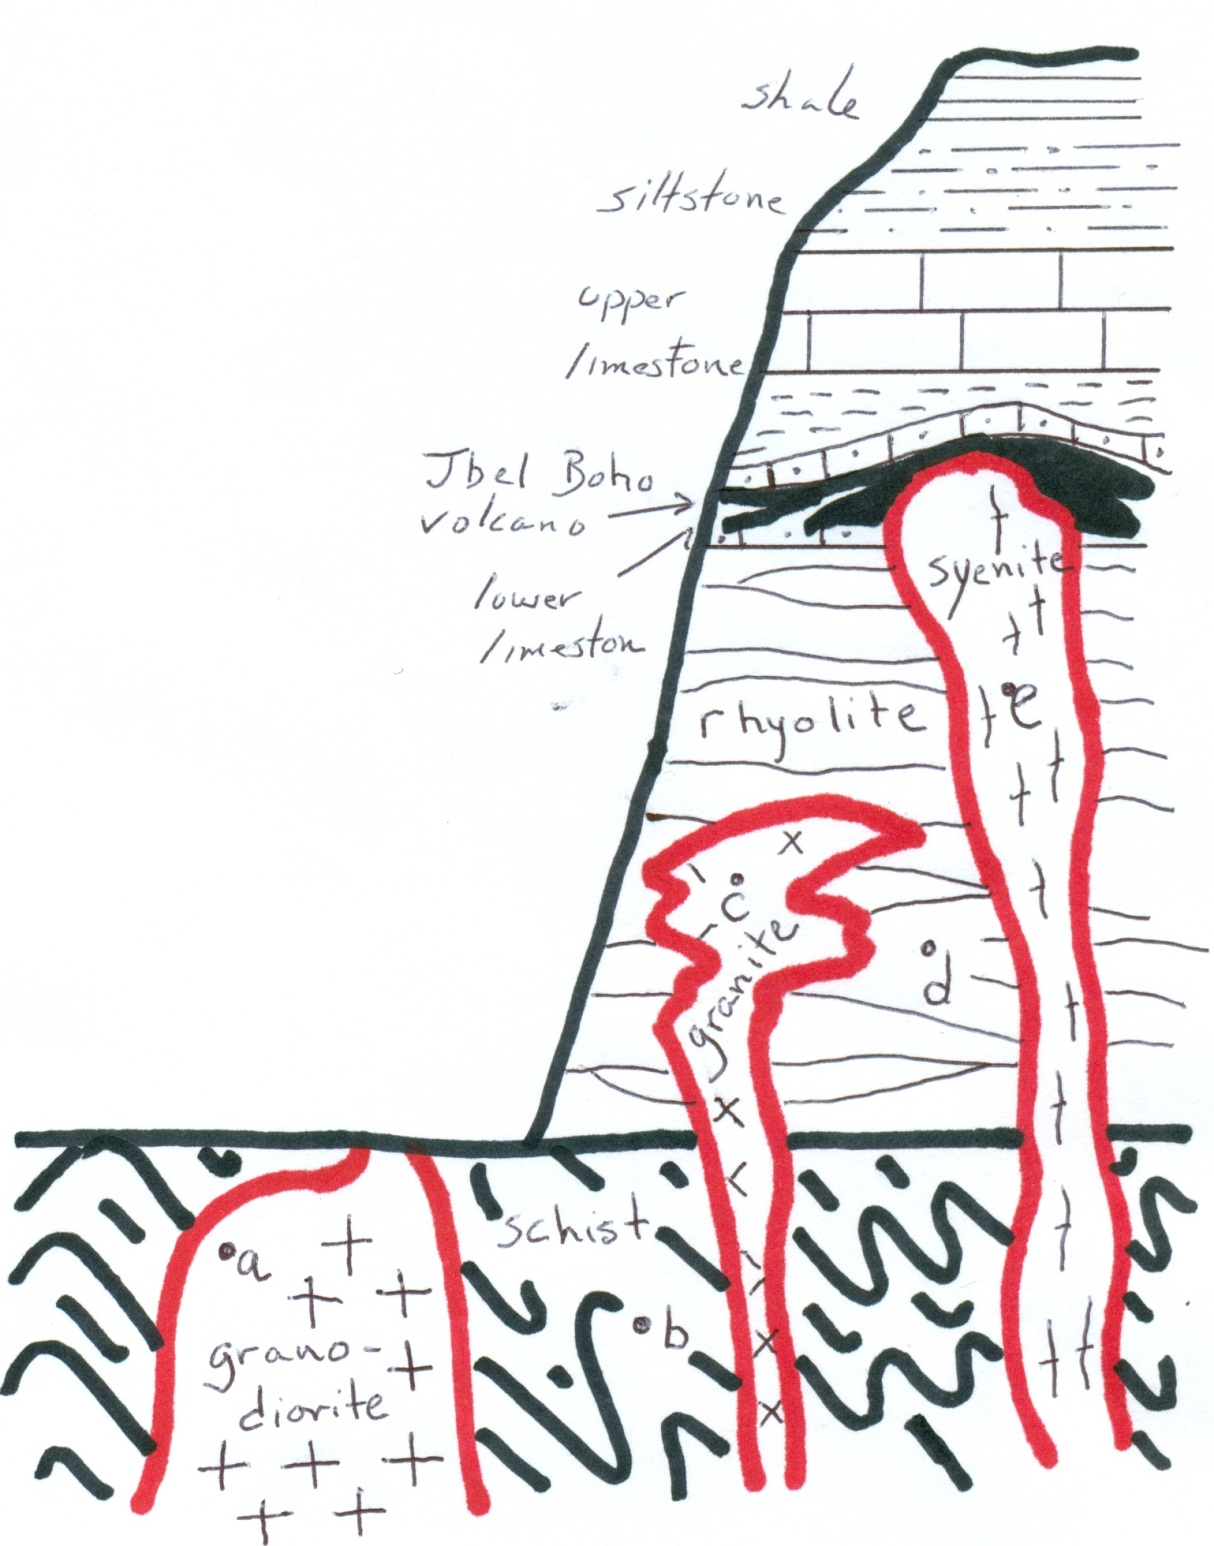 shale
siltstone
upper
limestone
Jbel Boho
volcano
lower
limeston
syenite
e
rhyolite
c
granite
d
schist
a
b
grano-
diorite